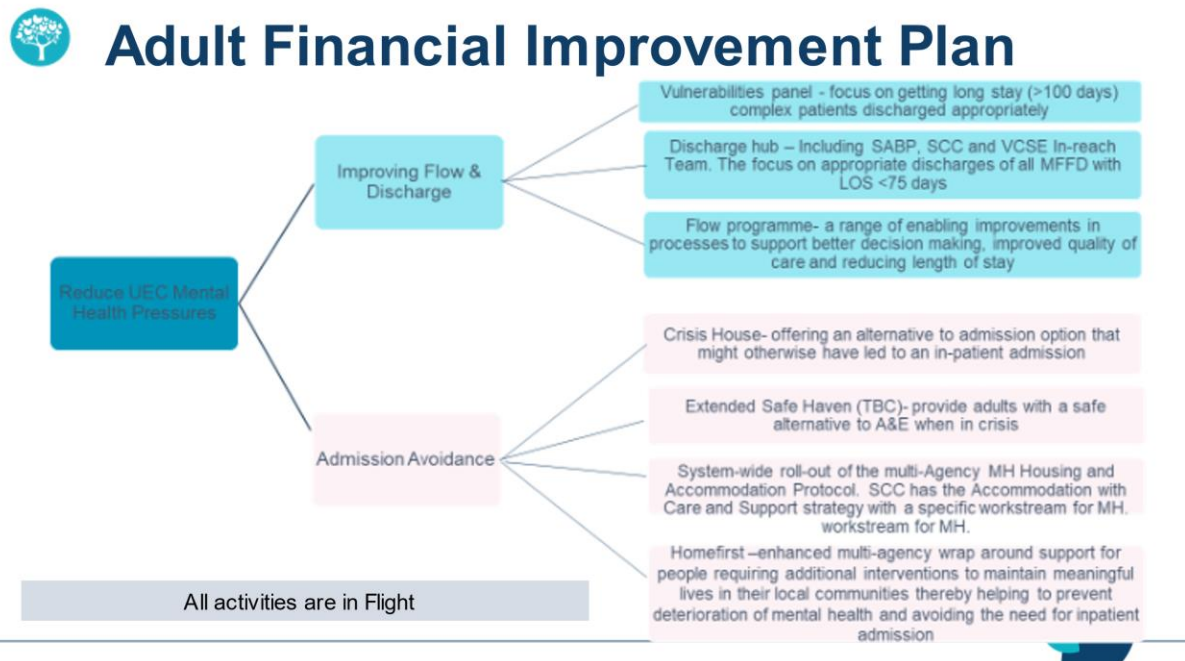 Adult Financial Improvement Plan
Reduce UEC Mental
Health Pressures
Improving Flow &
Discharge
Vulnerabilities panel - focus on getting long stay (>100 days)
complex patients discharged appropriately
Discharge hub – Including SABP, SCC and VCSE In-reach
Team. The focus on appropriate discharges of all MFFD with
LOS <75 days
Flow programme- a range of enabling improvements in
processes to support better decision making, improved quality of
care and reducing length of stay
Admission Avoidance
Crisis House- offering an alternative to admission option that
might otherwise have led to an in-patient admission
Extended Safe Haven (TBC)- provide adults with a safe
alternative to A&E when in crisis
System-wide roll-out of the multi-Agency MH Housing and
Accommodation Protocol. SCC has the Accommodation with
Care and Support strategy with a specific workstream for MH.
workstream for MH.
Homefirst –enhanced multi-agency wrap around support for
people requiring additional interventions to maintain meaningful
lives in their local communities thereby helping to prevent
deterioration of mental health and avoiding the need for inpatient
admission
All activities are in Flight